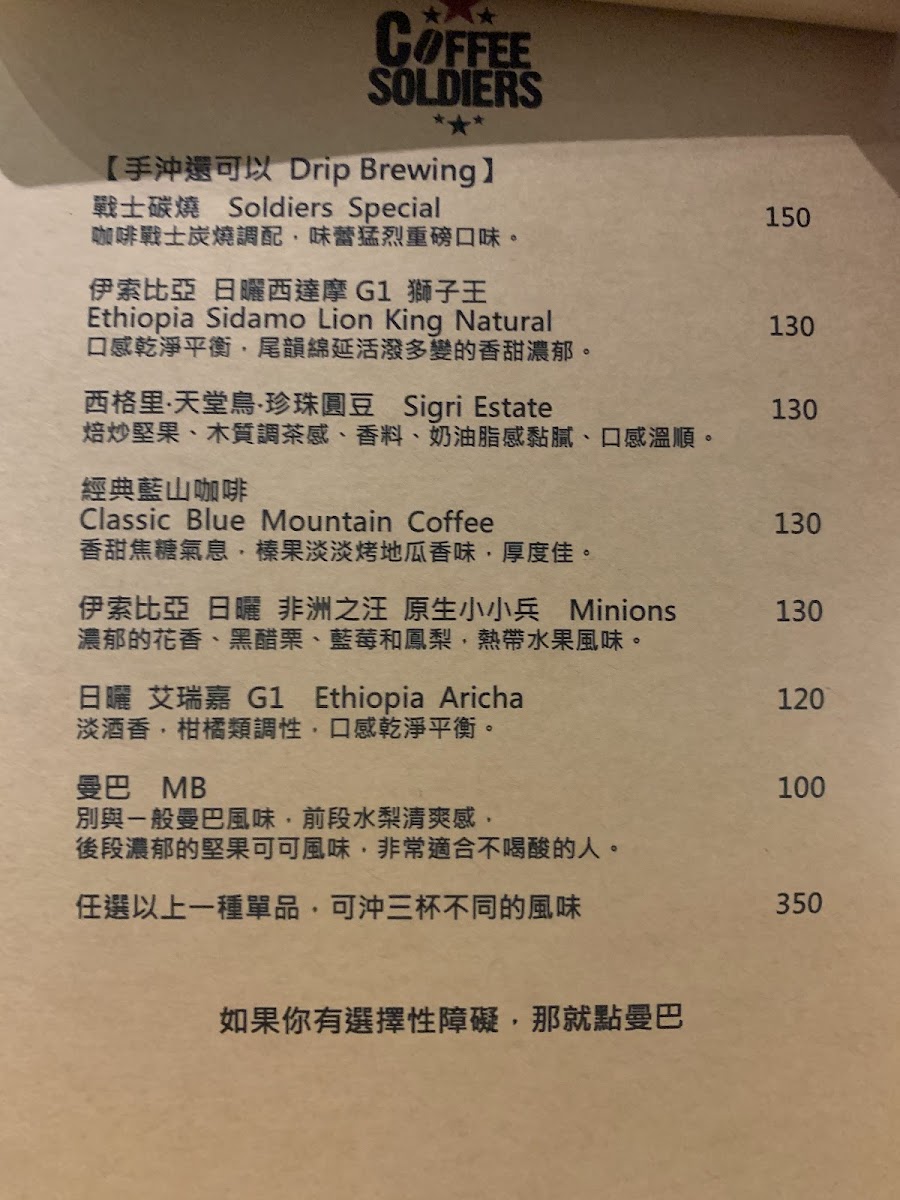 COFFEE
SOLDIERS
【手沖還可以 Drip Brewing】
戰士碳燒 Soldiers Special 150
咖啡戰士炭燒調配，味蕾猛烈重磅口味。
伊索比亞 日曬西達摩 G1 獅子王
Ethiopia Sidamo Lion King Natural 130
口感乾淨平衡，尾韻綿延活潑多變的香甜濃郁。
西格里·天堂鳥·珍珠圓豆 Sigri Estate 130
焙炒堅果、木質調茶感、香料、奶油脂感黏膩、口感溫順。
經典藍山咖啡
Classic Blue Mountain Coffee 130
香甜焦糖氣息，榛果淡淡烤地瓜香味，厚度佳。
伊索比亞 日曬 非洲之汪 原生小小兵 Minions 130
濃郁的花香、黑醋栗、藍莓和鳳梨，熱帶水果風味。
日曬 艾瑞嘉 G1 Ethiopia Aricha 120
淡酒香，柑橘類調性，口感乾淨平衡。
曼巴 MB 100
別與一般曼巴風味，前段水梨清爽感，
後段濃郁的堅果可可風味，非常適合不喝酸的人。
任選以上一種單品，可沖三杯不同的風味 350
如果你有選擇性障礙，那就點曼巴